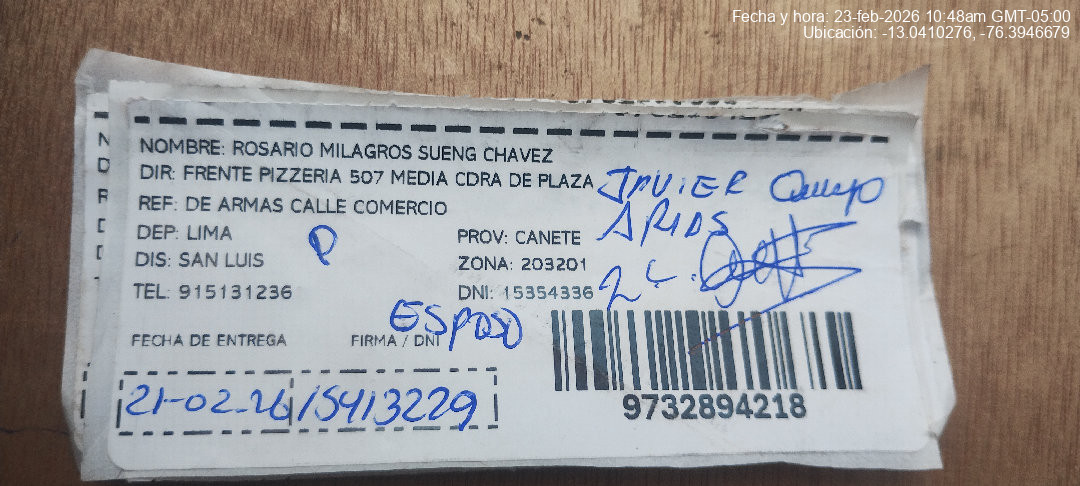 Fecha y hora: 23-feb-2026 10:48am GMT-05:00
Ubicación: -13.0410276, -76.3946679
NOMBRE: ROSARIO MILAGROS SUENG CHAVEZ
DIR: FRENTE PIZZERIA 507 MEDIA CDRA DE PLAZA
REF: DE ARMAS CALLE COMERCIO
DEP: LIMA
PROV: CANETE
DIS: SAN LUIS
ZONA: 203201
TEL: 915131236
DNI: 15354336
JAVIER
ARIAS
P
ESPOSO
FECHA DE ENTREGA
FIRMA / DNI
21-02-26 15413229
9732894218